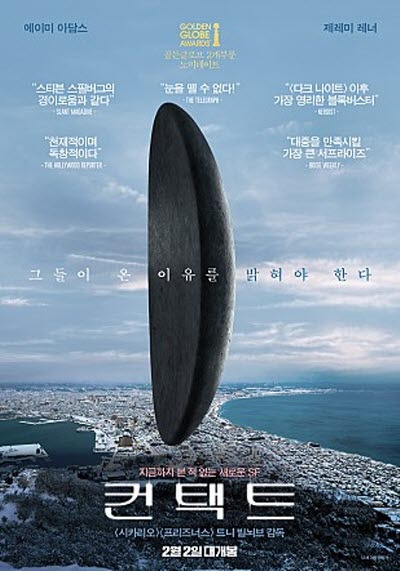 에이미 아담스
GOLDEN
GLOBE
AWARDS
골든글로브 2개부문
노미네이트
제레미 레너
"스티븐 스필버그의
경이로움과 같다"
- SLANT MAGAZINE -
"눈을 뗄 수 없다!"
- THE TELEGRAPH -
"〈다크 나이트〉 이후
가장 영리한 블록버스터"
- NERDIST -
"천재적이며
독창적이다"
- THE HOLLYWOOD REPORTER -
"대중을 만족시킬
가장 큰 서프라이즈"
그들이 온 이유를 밝혀야 한다
지금까지 본 적 없는 새로운 SF
컨택트
〈시카리오〉〈프리즈너스〉 드니 빌뇌브 감독
2월 2일 대개봉